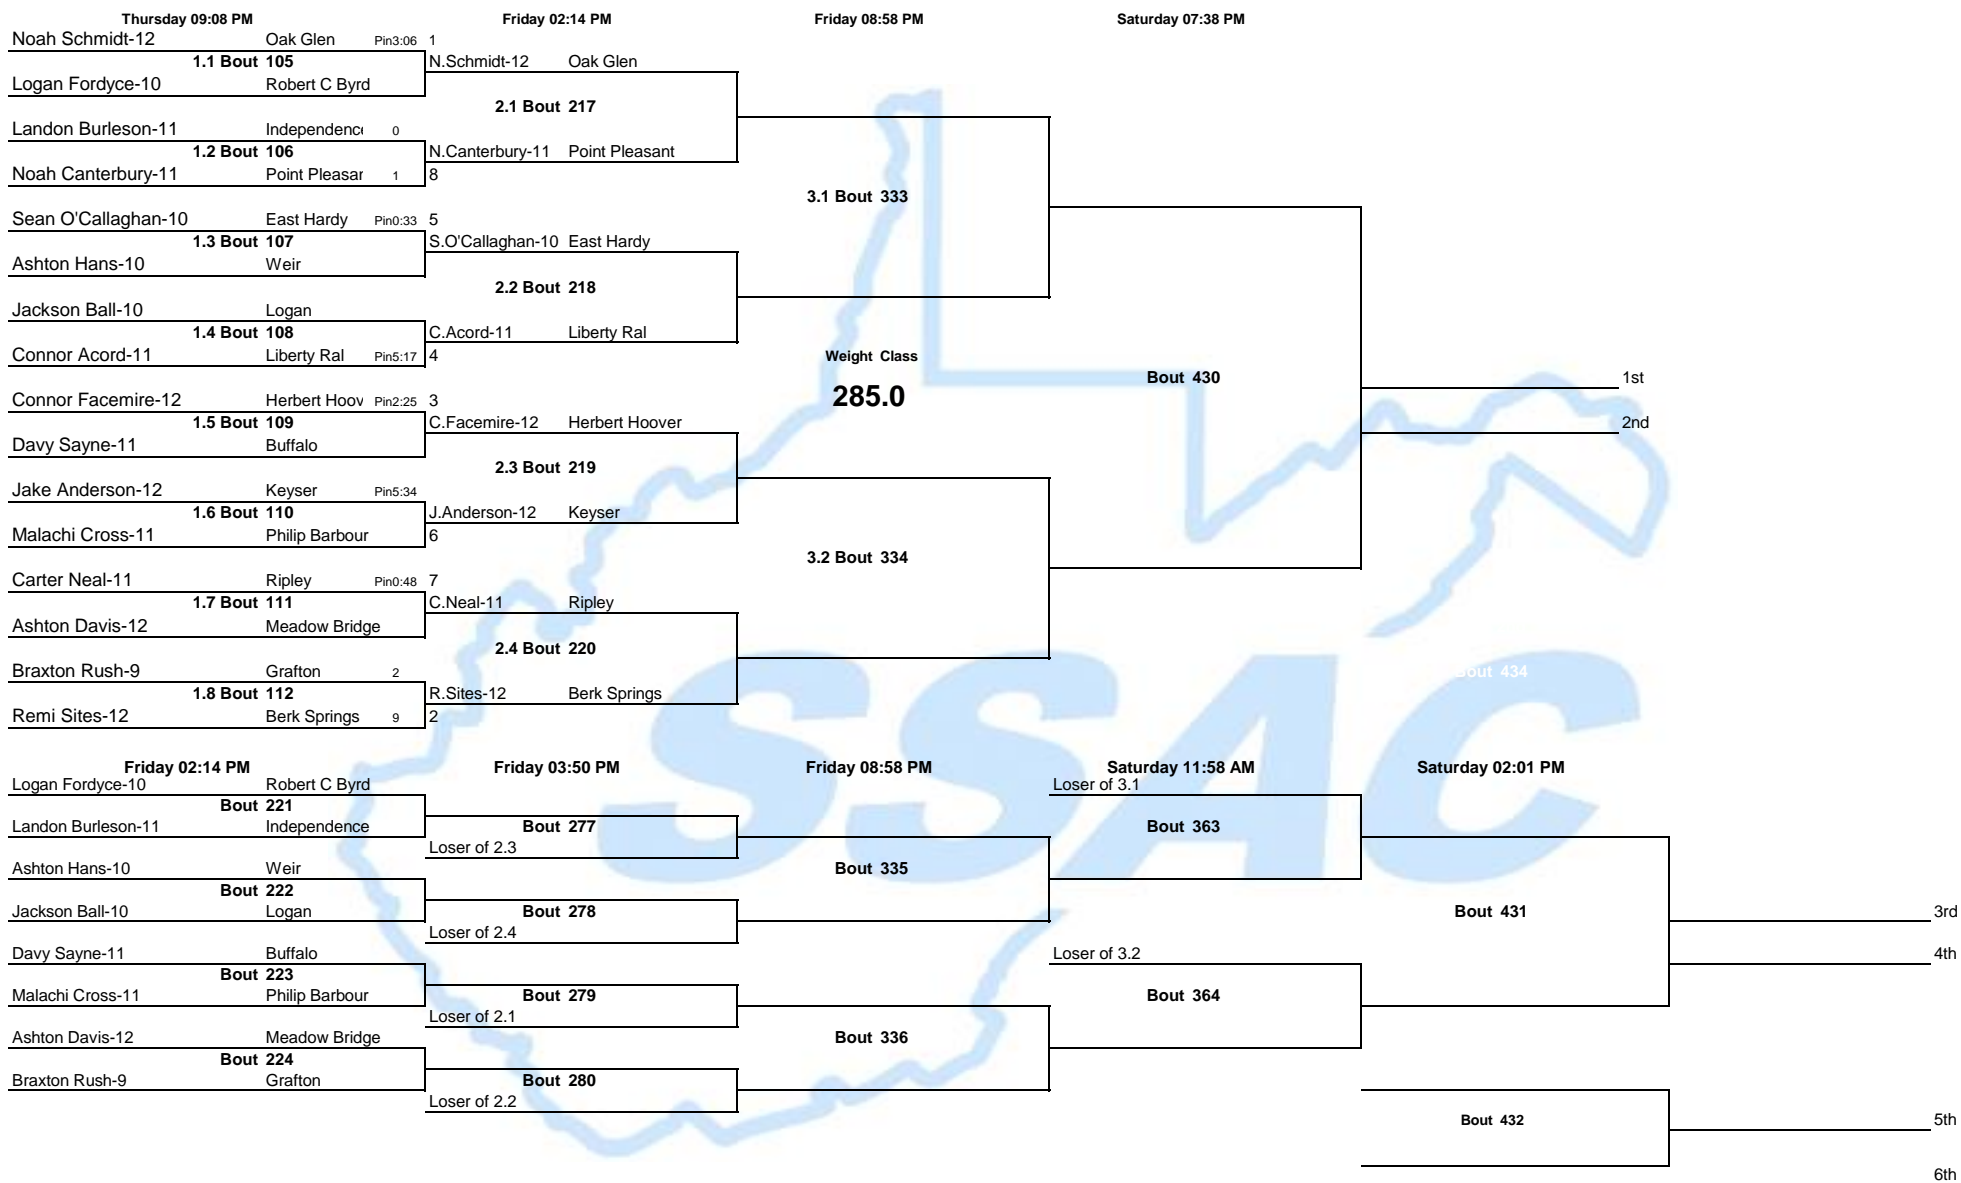 Thursday 09:08 PM Friday 02:14 PM Friday 08:58 PM Saturday 07:38 PM
Noah Schmidt-12 Oak Glen Pin3:06 1
1.1 Bout 105 N.Schmidt-12 Oak Glen
Logan Fordyce-10 Robert C Byrd
2.1 Bout 217
Landon Burleson-11 Independenc 0
1.2 Bout 106 N.Canterbury-11 Point Pleasant
Noah Canterbury-11 Point Pleasar 1 8
3.1 Bout 333
Sean O'Callaghan-10 East Hardy Pin0:33 5
1.3 Bout 107 S.O'Callaghan-10 East Hardy
Ashton Hans-10 Weir
2.2 Bout 218
Jackson Ball-10 Logan
1.4 Bout 108 C.Acord-11 Liberty Ral
Connor Acord-11 Liberty Ral Pin5:17 4 Weight Class
Bout 430 1st
285.0
Connor Facemire-12 Herbert Hoov Pin2:25 3
1.5 Bout 109 C.Facemire-12 Herbert Hoover 2nd
Davy Sayne-11 Buffalo
2.3 Bout 219
Jake Anderson-12 Keyser Pin5:34
1.6 Bout 110 J.Anderson-12 Keyser
Malachi Cross-11 Philip Barbour 6
3.2 Bout 334
Carter Neal-11 Ripley Pin0:48 7
1.7 Bout 111 C.Neal-11 Ripley
Ashton Davis-12 Meadow Bridge
2.4 Bout 220
Braxton Rush-9 Grafton 2 Bout 434
1.8 Bout 112 R.Sites-12 Berk Springs
Remi Sites-12 Berk Springs 9 2
SSAC
Friday 02:14 PM Friday 03:50 PM Friday 08:58 PM Saturday 11:58 AM Saturday 02:01 PM
Logan Fordyce-10 Robert C Byrd Loser of 3.1
Bout 221
Landon Burleson-11 Independence Bout 277 Bout 363
Loser of 2.3
Ashton Hans-10 Weir Bout 335
Bout 222
Jackson Ball-10 Logan Bout 278 Bout 431 3rd
Loser of 2.4
Davy Sayne-11 Buffalo Loser of 3.2 4th
Bout 223
Malachi Cross-11 Philip Barbour Bout 279 Bout 364
Loser of 2.1
Ashton Davis-12 Meadow Bridge Bout 336
Bout 224
Braxton Rush-9 Grafton Bout 280
Loser of 2.2
Bout 432 5th
6th